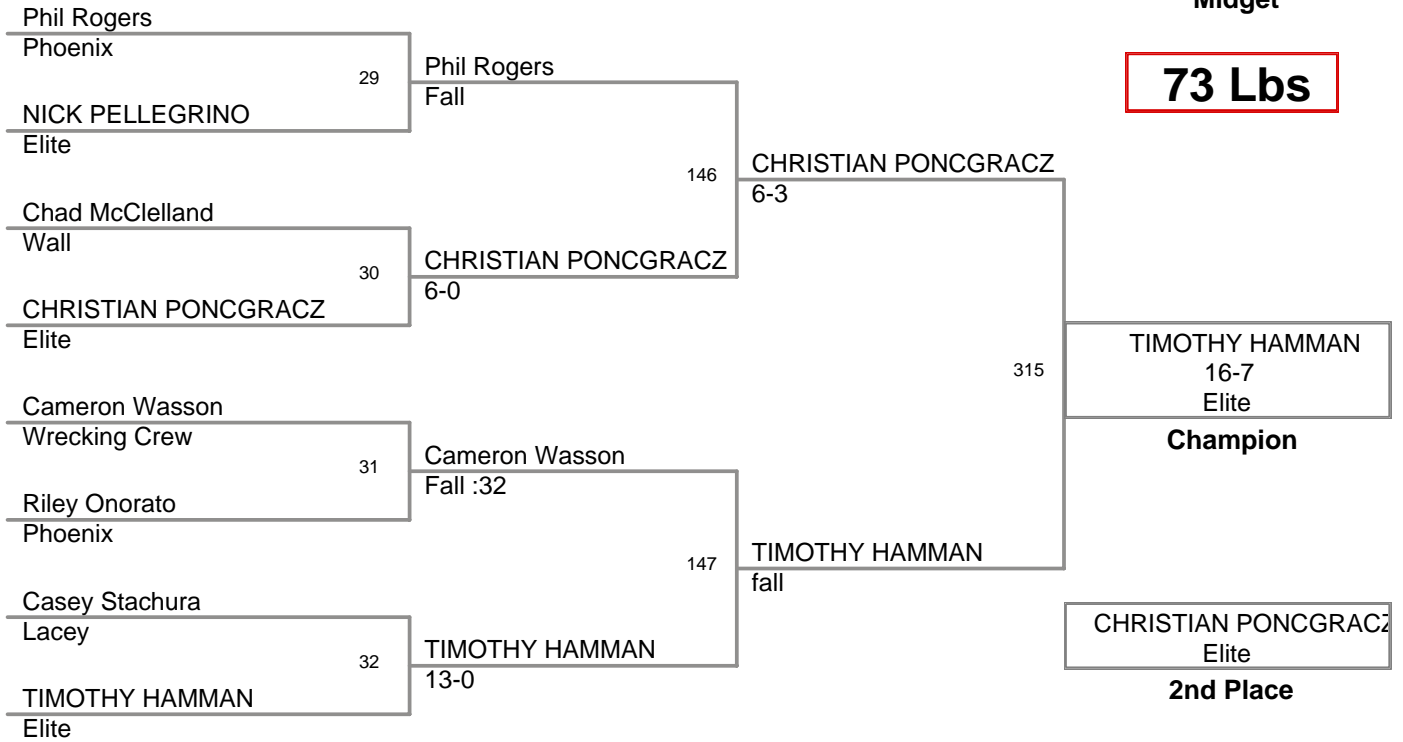 Midget
73 Lbs
Phil Rogers
Phoenix
29
NICK PELLEGRINO
Elite
Chad McClelland
Wall
30
CHRISTIAN PONCGRACZ
Elite
Cameron Wasson
Wrecking Crew
31
Riley Onorato
Phoenix
Casey Stachura
Lacey
32
TIMOTHY HAMMAN
Elite
Phil Rogers
Fall
146
CHRISTIAN PONCGRACZ
6-0
Cameron Wasson
Fall :32
147
TIMOTHY HAMMAN
13-0
CHRISTIAN PONCGRACZ
6-3
315
TIMOTHY HAMMAN
fall
TIMOTHY HAMMAN
16-7
Elite
Champion
CHRISTIAN PONCGRACZ
Elite
2nd Place